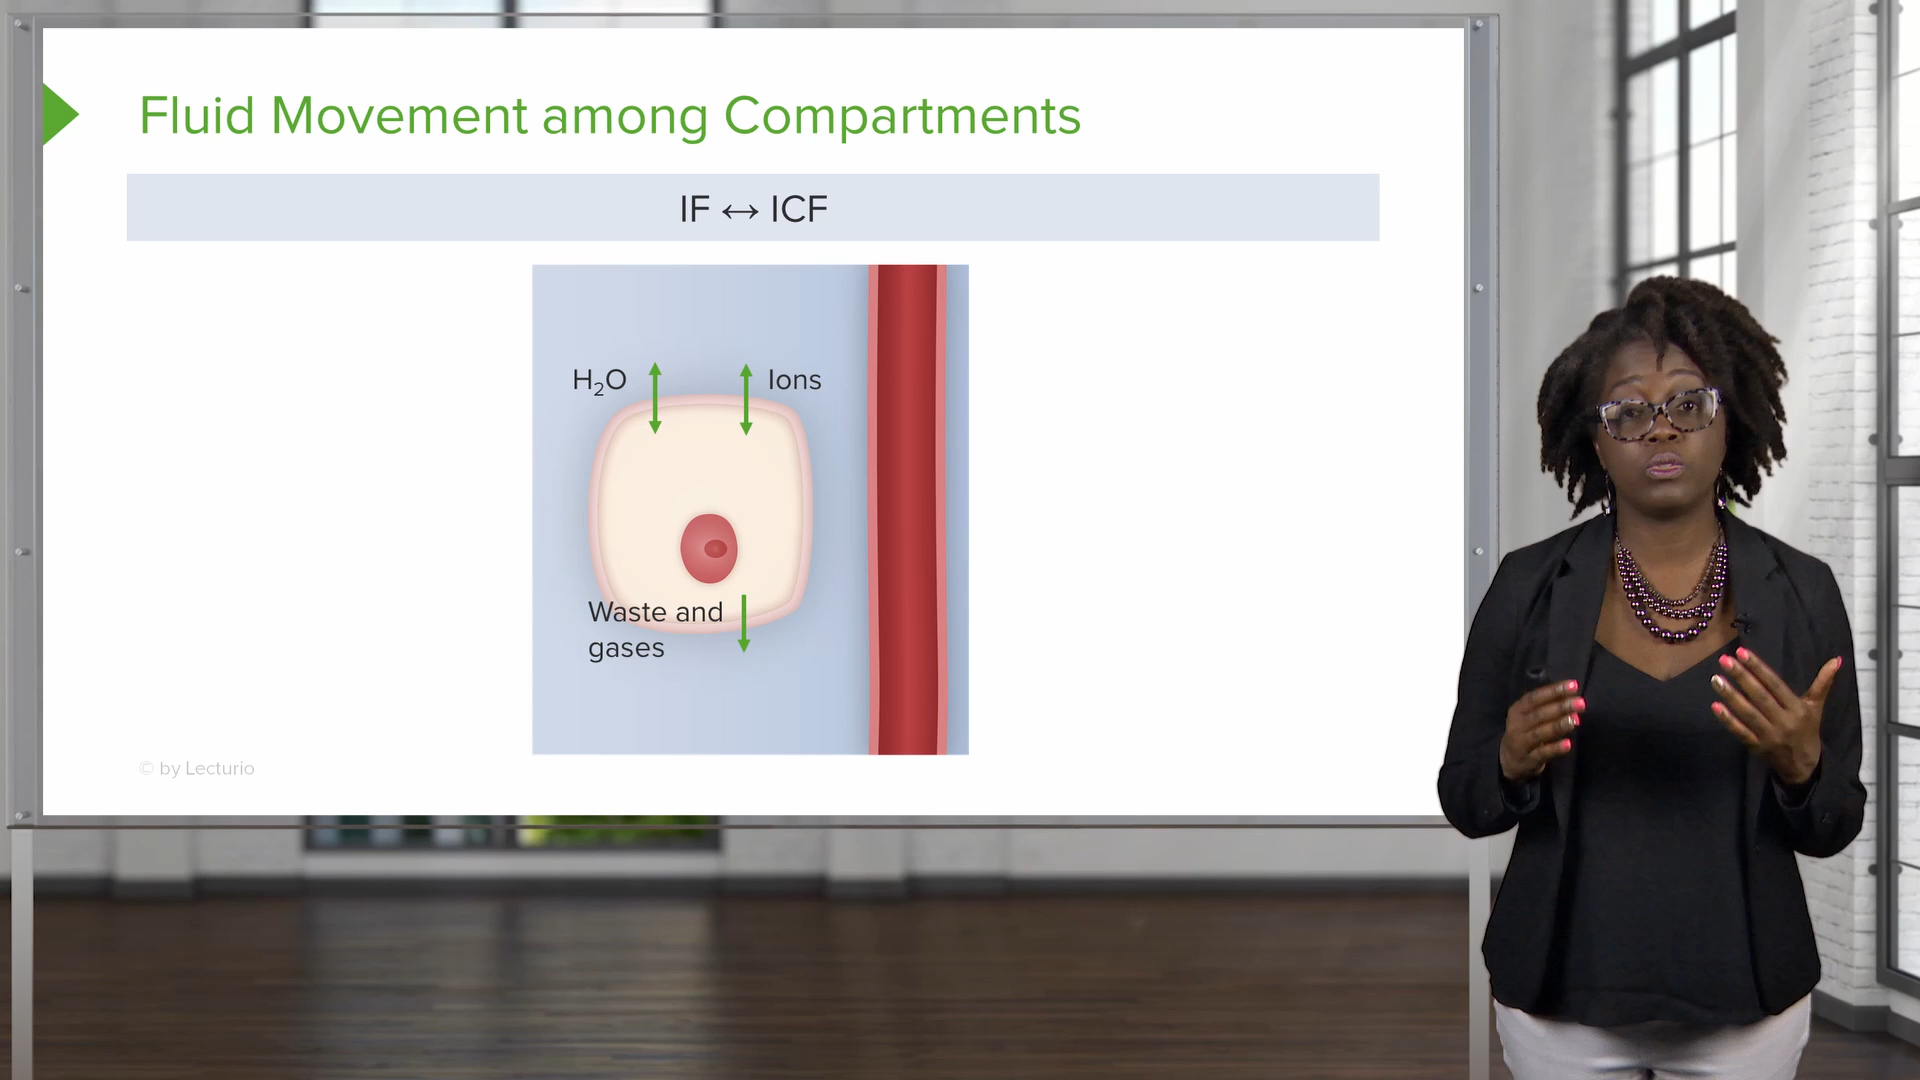 Fluid Movement among Compartments
IF ↔ ICF
H₂O
Ions
Waste and
gases
© by Lecturio